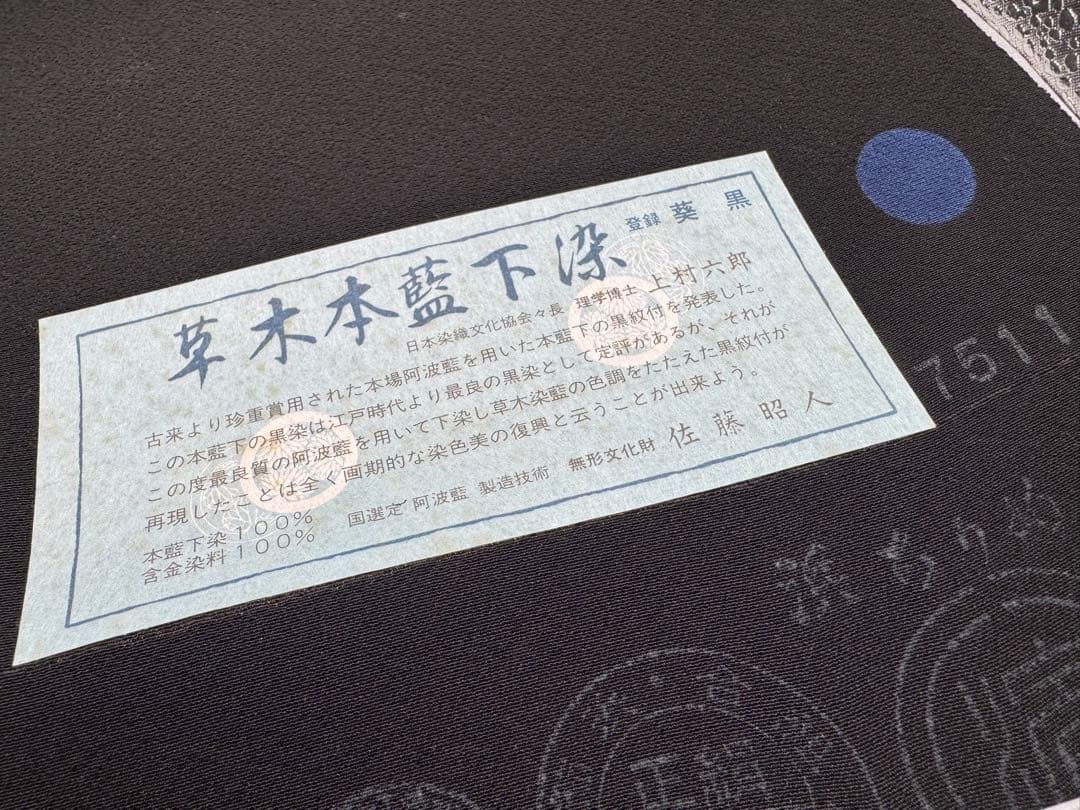 草木本藍下染 登録 葵黒
日本染織文化協会々長 理学博士 上村六郎
古来より珍重賞用された本場阿波藍を用いた本藍下の黒紋付を発表した。
この本藍下の黒染は江戸時代より最良の黒染として定評があるが、それが
この度最良質の阿波藍を用いて下染し草木染藍の色調をたたえた黒紋付が
再現したことは全く画期的な染色美の復興と云うことが出来よう。
本藍下染100%
含金染料100%
国選定 阿波藍 製造技術 無形文化財 佐藤昭人
7511
浜ちりめ
正絹